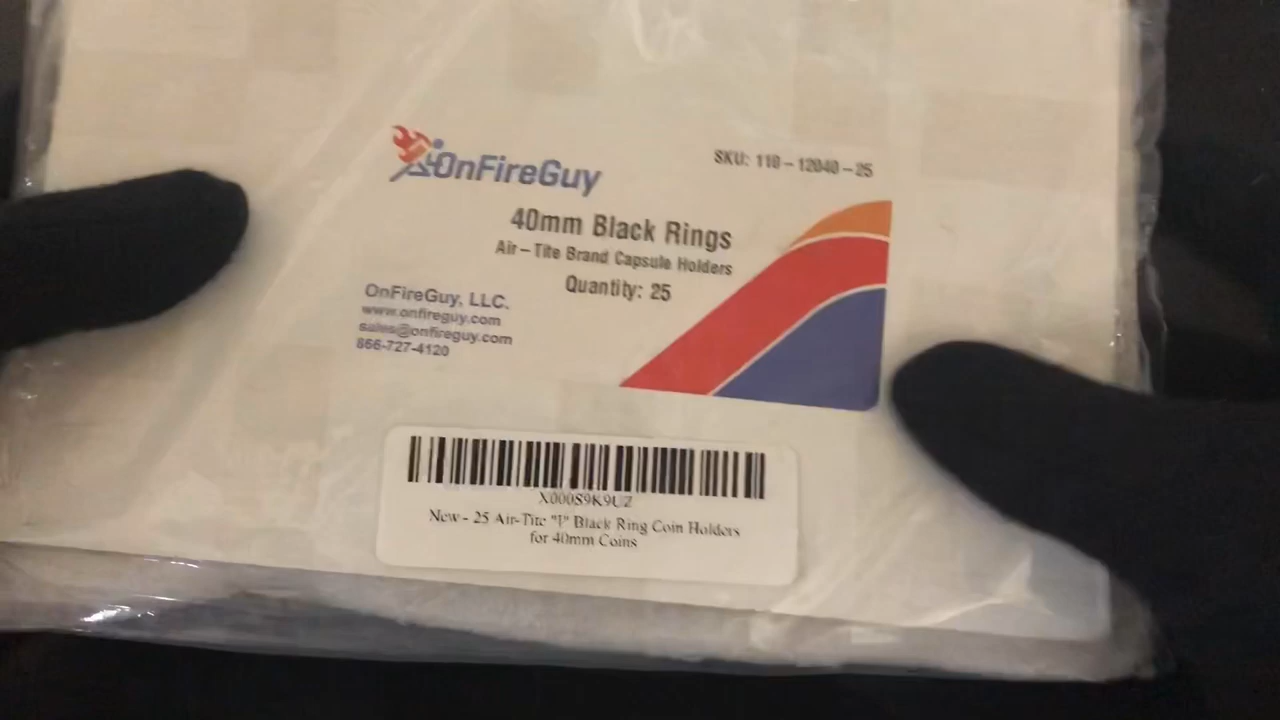 OnFireGuy
SKU: 110-12040-25
40mm Black Rings
Air-Tite Brand Capsule Holders
Quantity: 25
OnFireGuy, LLC.
www.onfireguy.com
sales@onfireguy.com
866-727-4120
X000S9K9UZ
New - 25 Air-Tite "I" Black Ring Coin Holders
for 40mm Coins